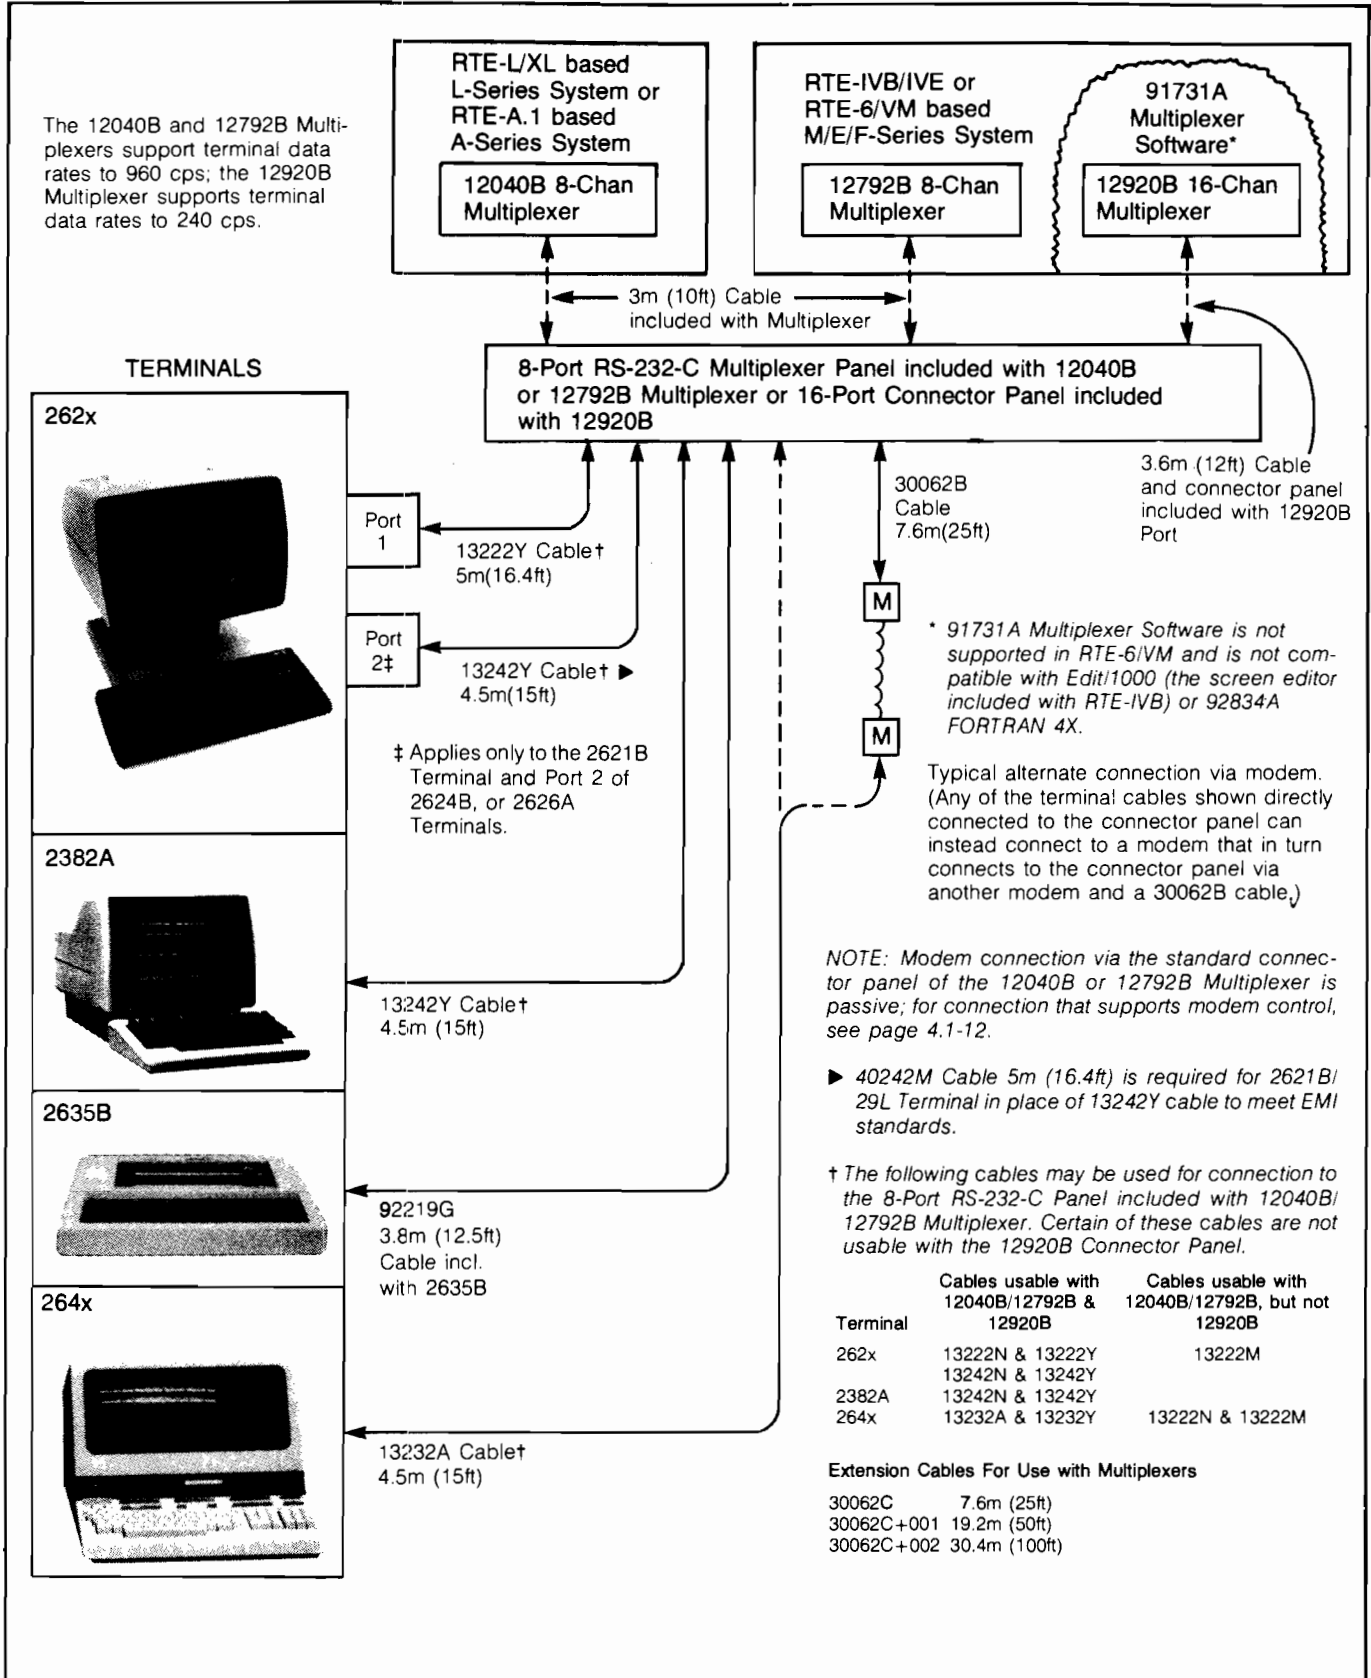 The 12040B and 12792B Multi-
plexers support terminal data
rates to 960 cps; the 12920B
Multiplexer supports terminal
data rates to 240 cps.
RTE-L/XL based
L-Series System or
RTE-A.1 based
A-Series System
12040B 8-Chan
Multiplexer
RTE-IVB/IVE or
RTE-6/VM based
M/E/F-Series System
12792B 8-Chan
Multiplexer
91731A
Multiplexer
Software*
12920B 16-Chan
Multiplexer
3m (10ft) Cable
included with Multiplexer
8-Port RS-232-C Multiplexer Panel included with 12040B
or 12792B Multiplexer or 16-Port Connector Panel included
with 12920B
3.6m (12ft) Cable
and connector panel
included with 12920B
Port
30062B
Cable
7.6m(25ft)
M
M
TERMINALS
262x
Port
1
13222Y Cable†
5m(16.4ft)
Port
2‡
13242Y Cable† ▶
4.5m(15ft)
‡ Applies only to the 2621B
Terminal and Port 2 of
2624B, or 2626A
Terminals.
2382A
13242Y Cable†
4.5m (15ft)
2635B
92219G
3.8m (12.5ft)
Cable incl.
with 2635B
264x
13232A Cable†
4.5m (15ft)
* 91731A Multiplexer Software is not
supported in RTE-6/VM and is not com-
patible with Edit/1000 (the screen editor
included with RTE-IVB) or 92834A
FORTRAN 4X.
Typical alternate connection via modem.
(Any of the terminal cables shown directly
connected to the connector panel can
instead connect to a modem that in turn
connects to the connector panel via
another modem and a 30062B cable.)
NOTE: Modem connection via the standard connec-
tor panel of the 12040B or 12792B Multiplexer is
passive; for connection that supports modem control,
see page 4.1-12.
▶ 40242M Cable 5m (16.4ft) is required for 2621B/
29L Terminal in place of 13242Y cable to meet EMI
standards.
† The following cables may be used for connection to
the 8-Port RS-232-C Panel included with 12040B/
12792B Multiplexer. Certain of these cables are not
usable with the 12920B Connector Panel.
Cables usable with Cables usable with
12040B/12792B & 12040B/12792B, but not
Terminal 12920B 12920B
262x 13222N & 13222Y 13222M
13242N & 13242Y
2382A 13242N & 13242Y
264x 13232A & 13232Y 13222N & 13222M
Extension Cables For Use with Multiplexers
30062C 7.6m (25ft)
30062C+001 19.2m (50ft)
30062C+002 30.4m (100ft)